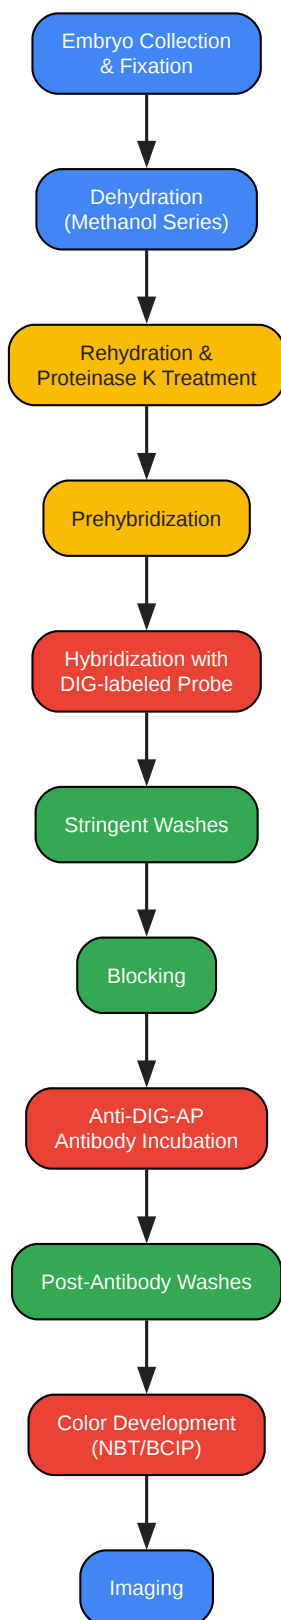 Embryo Collection
& Fixation
Dehydration
(Methanol Series)
Rehydration &
Proteinase K Treatment
Prehybridization
Hybridization with
DIG-labeled Probe
Stringent Washes
Blocking
Anti-DIG-AP
Antibody Incubation
Post-Antibody Washes
Color Development
(NBT/BCIP)
Imaging